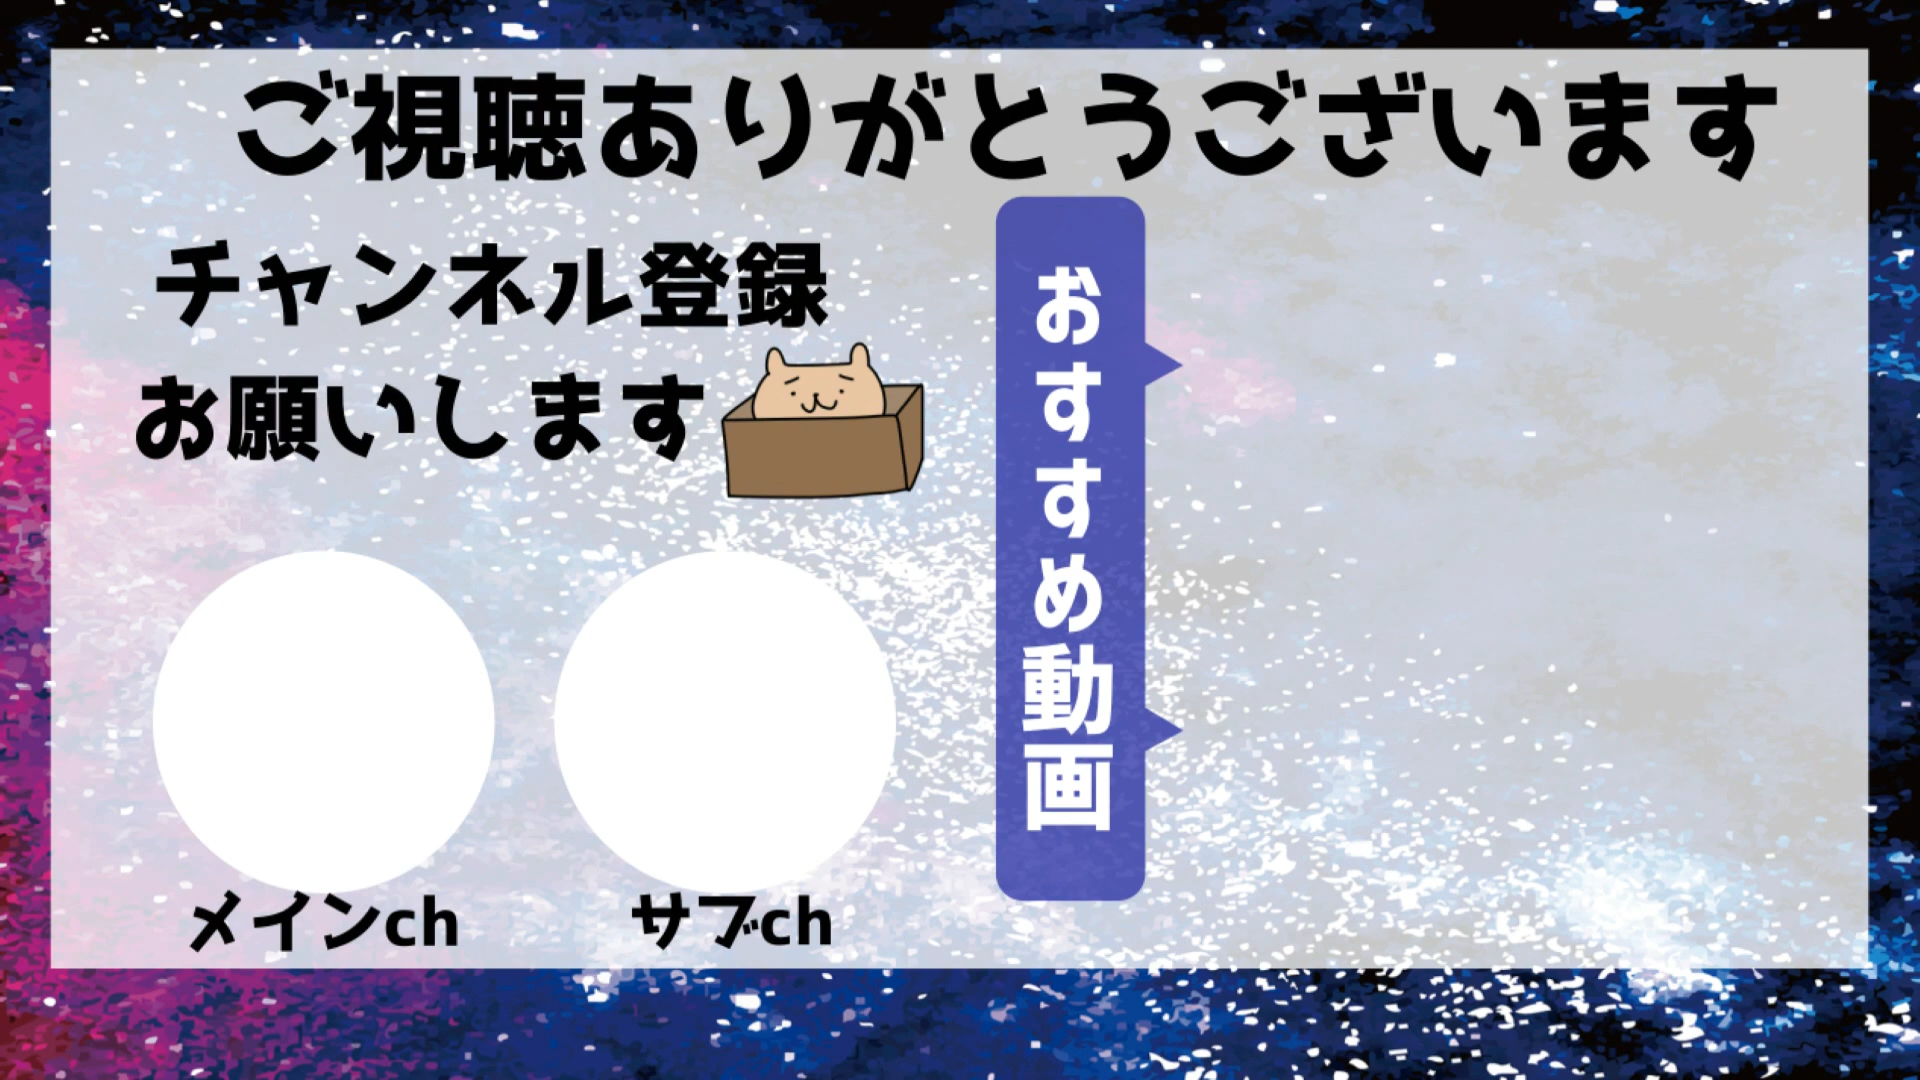 ご視聴ありがとうございます
チャンネル登録
お願いします
メインch
サブch
おすすめ動画